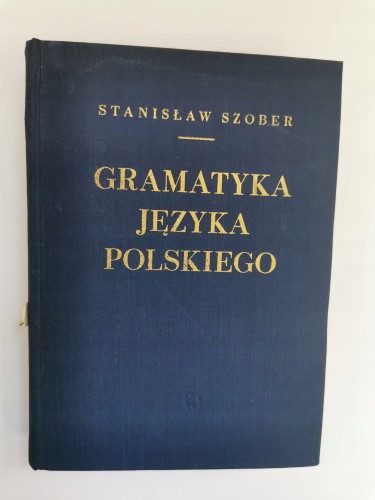 STANISŁAW SZOBER
GRAMATYKA
JĘZYKA
POLSKIEGO